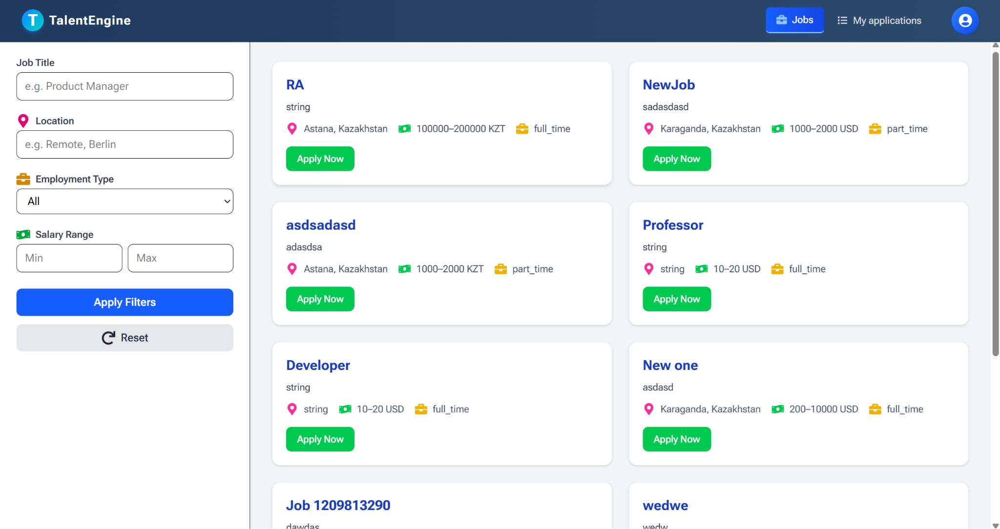 T TalentEngine
Jobs
My applications
Job Title
e.g. Product Manager
Location
e.g. Remote, Berlin
Employment Type
All
Salary Range
Min Max
Apply Filters
Reset
RA
string
Astana, Kazakhstan 100000–200000 KZT full_time
Apply Now
NewJob
sadasdasd
Karaganda, Kazakhstan 1000–2000 USD part_time
Apply Now
asdsadasd
adasdsa
Astana, Kazakhstan 1000–2000 KZT part_time
Apply Now
Professor
string
string 10–20 USD full_time
Apply Now
Developer
string
string 10–20 USD full_time
Apply Now
New one
asdasd
Karaganda, Kazakhstan 200–10000 USD full_time
Apply Now
Job 1209813290
dawdas
wedwe
wedw